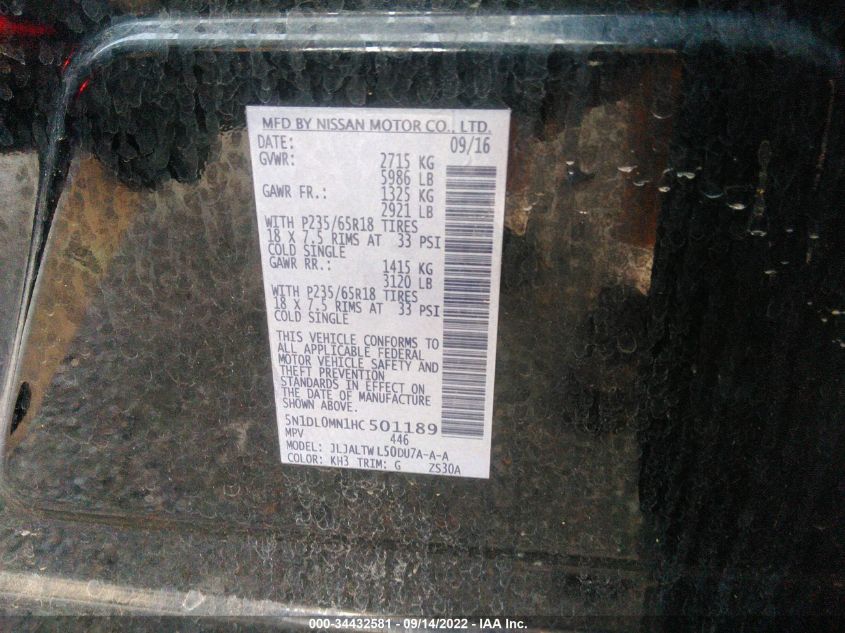 MFD BY NISSAN MOTOR CO., LTD.
DATE: 09/16
GVWR: 2715 KG
5986 LB
GAWR FR.: 1325 KG
2921 LB
WITH P235/65R18 TIRES
18 X 7.5 RIMS AT 33 PSI
COLD SINGLE
GAWR RR.: 1415 KG
3120 LB
WITH P235/65R18 TIRES
18 X 7.5 RIMS AT 33 PSI
COLD SINGLE
THIS VEHICLE CONFORMS TO
ALL APPLICABLE FEDERAL
MOTOR VEHICLE SAFETY AND
THEFT PREVENTION
STANDARDS IN EFFECT ON
THE DATE OF MANUFACTURE
SHOWN ABOVE.
5N1DL0MN1HC501189
MPV 446
MODEL: JLJALTWL50DU7A-A-A
COLOR: KH3 TRIM: G ZS30A
000-34432581 - 09/14/2022 - IAA Inc.